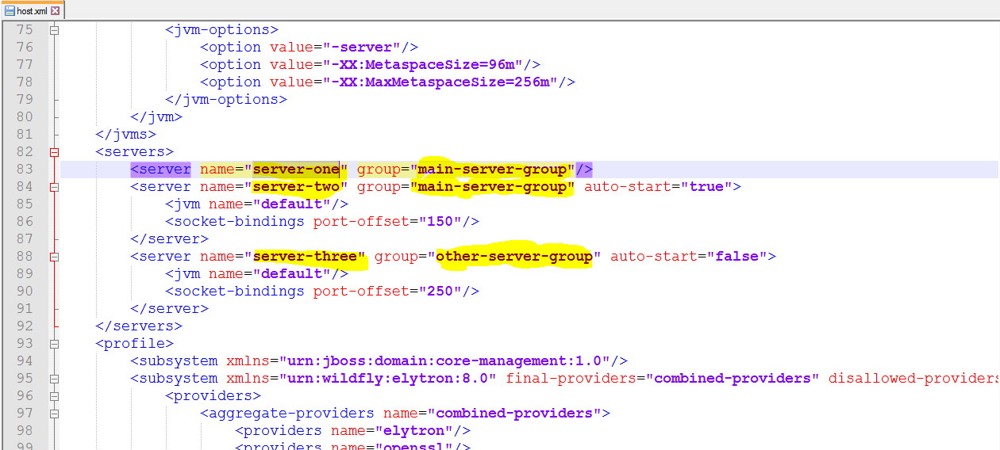 host.xml
75 <jvm-options>
76 <option value="-server"/>
77 <option value="-XX:MetaspaceSize=96m"/>
78 <option value="-XX:MaxMetaspaceSize=256m"/>
79 </jvm-options>
80 </jvm>
81 </jvms>
82 <servers>
83 <server name="server-one" group="main-server-group"/>
84 <server name="server-two" group="main-server-group" auto-start="true">
85 <jvm name="default"/>
86 <socket-bindings port-offset="150"/>
87 </server>
88 <server name="server-three" group="other-server-group" auto-start="false">
89 <jvm name="default"/>
90 <socket-bindings port-offset="250"/>
91 </server>
92 </servers>
93 <profile>
94 <subsystem xmlns="urn:jboss:domain:core-management:1.0"/>
95 <subsystem xmlns="urn:wildfly:elytron:8.0" final-providers="combined-providers" disallowed-providers
96 <providers>
97 <aggregate-providers name="combined-providers">
98 <providers name="elytron"/>
99 <providers name="openssl"/>